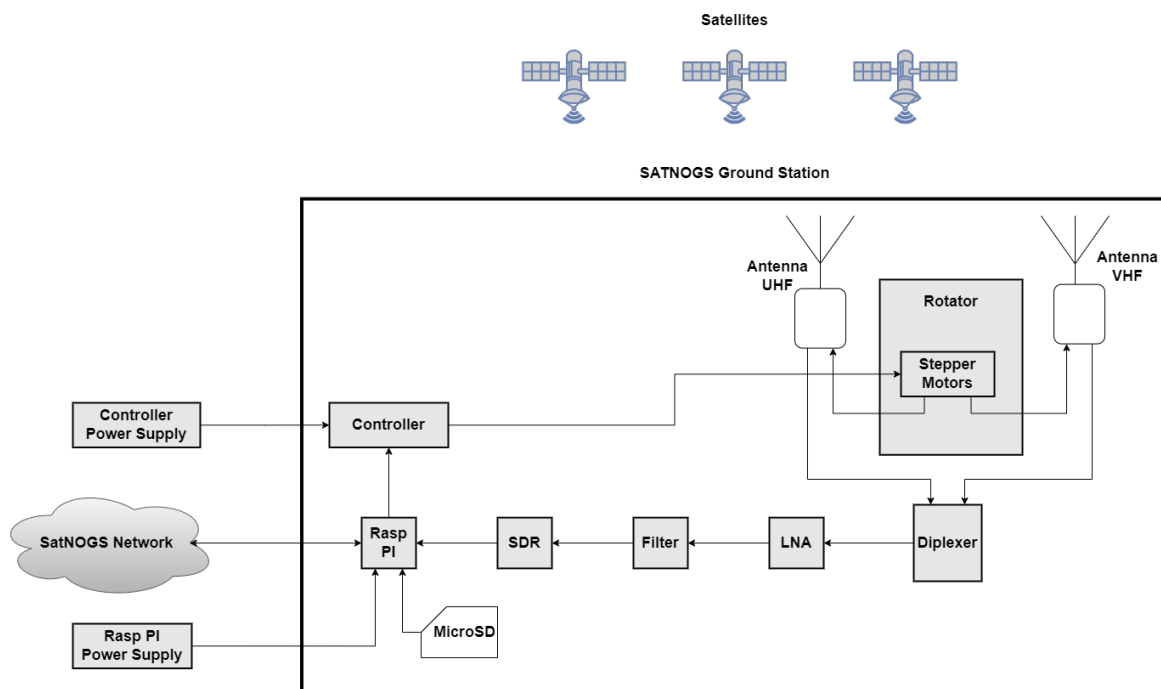 Satellites
SATNOGS Ground Station
Antenna
UHF
Antenna
VHF
Rotator
Stepper
Motors
Controller
Power Supply
Controller
SatNOGS Network
Rasp
PI
SDR
Filter
LNA
Diplexer
MicroSD
Rasp PI
Power Supply